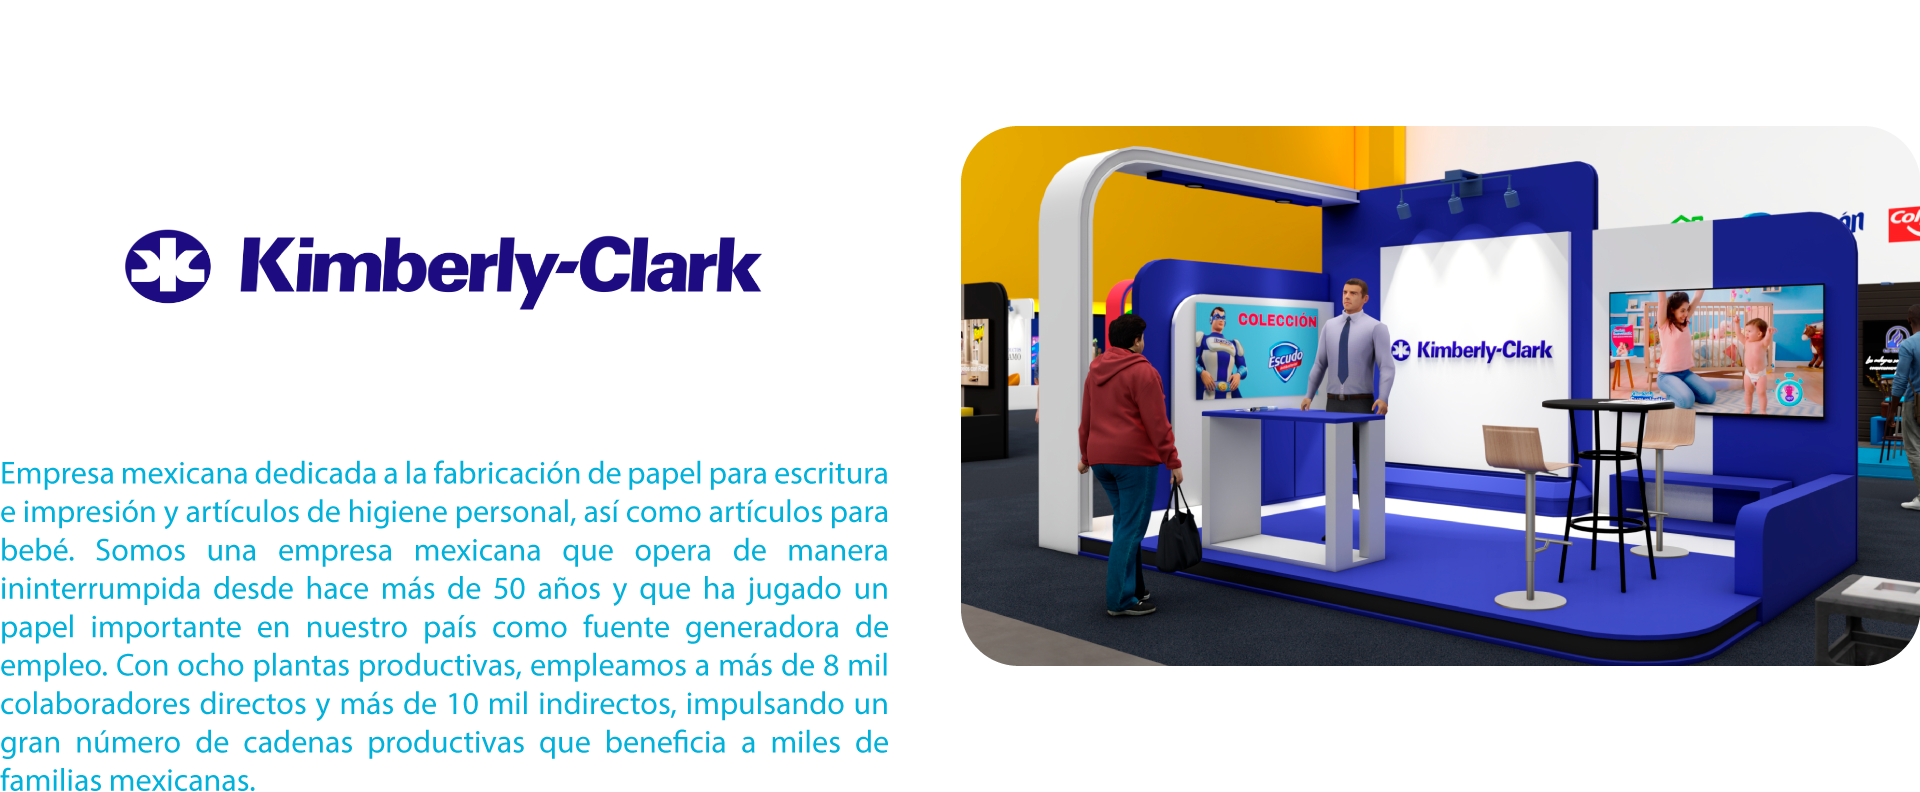 Kimberly-Clark
Empresa mexicana dedicada a la fabricación de papel para escritura
e impresión y artículos de higiene personal, así como artículos para
bebé. Somos una empresa mexicana que opera de manera
ininterrumpida desde hace más de 50 años y que ha jugado un
papel importante en nuestro país como fuente generadora de
empleo. Con ocho plantas productivas, empleamos a más de 8 mil
colaboradores directos y más de 10 mil indirectos, impulsando un
gran número de cadenas productivas que beneficia a miles de
familias mexicanas.
COLECCIÓN
Escudo
Kimberly-Clark